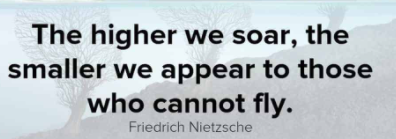 The higher we soar, the
smaller we appear to those
who cannot fly.
Friedrich Nietzsche